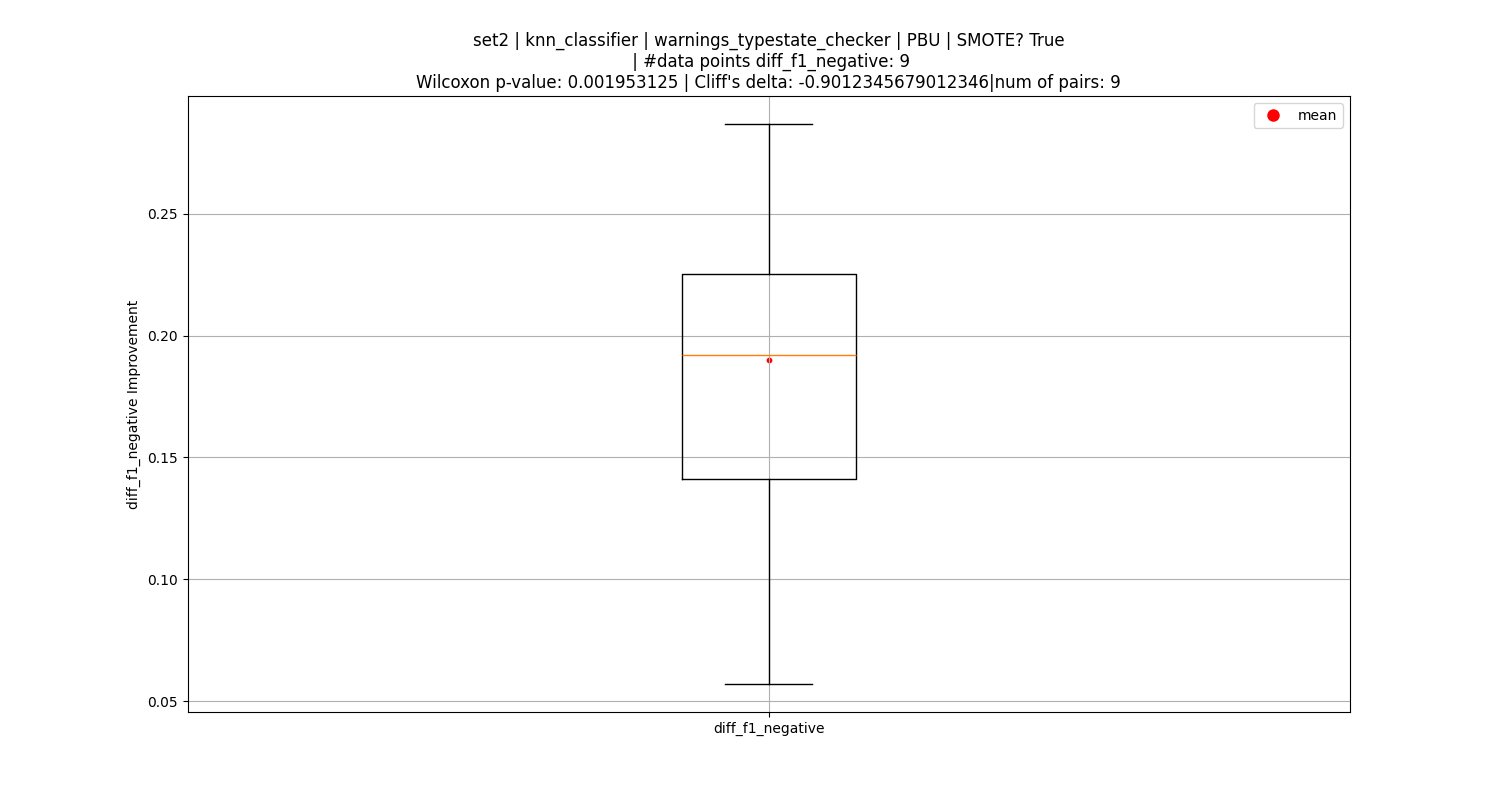 set2 | knn_classifier | warnings_typestate_checker | PBU | SMOTE? True
| #data points diff_f1_negative: 9
Wilcoxon p-value: 0.001953125 | Cliff's delta: -0.9012345679012346|num of pairs: 9
mean
0.25
0.20
0.15
0.10
0.05
diff_f1_negative Improvement
diff_f1_negative